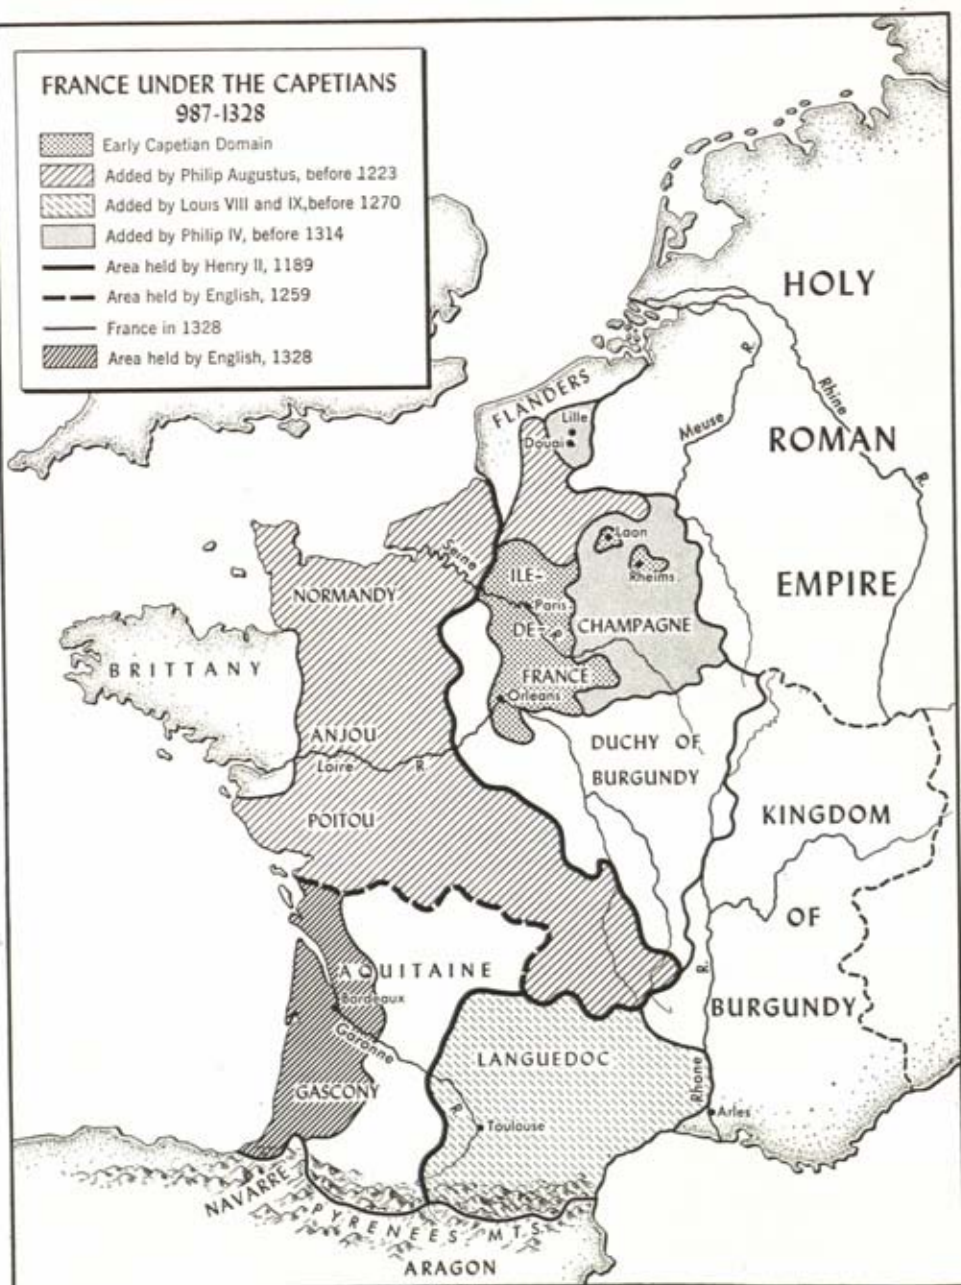 FRANCE UNDER THE CAPETIANS
987-1328
Early Capetian Domain
Added by Philip Augustus, before 1223
Added by Louis VIII and IX, before 1270
Added by Philip IV, before 1314
Area held by Henry II, 1189
Area held by English, 1259
France in 1328
Area held by English, 1328
HOLY
ROMAN
EMPIRE
Rhine
R.
Meuse
R.
FLANDERS
Lille
Douai
Laon
Rheims
Seine
R.
ILE-
Paris
DE-
CHAMPAGNE
FRANCE
Orleans
NORMANDY
BRITTANY
ANJOU
Loire R.
POITOU
DUCHY OF
BURGUNDY
KINGDOM
OF
BURGUNDY
AQUITAINE
Bordeaux
Garonne
R.
GASCONY
LANGUEDOC
Toulouse
Rhone
R.
Arles
NAVARRE
PYRENEES MTS.
ARAGON